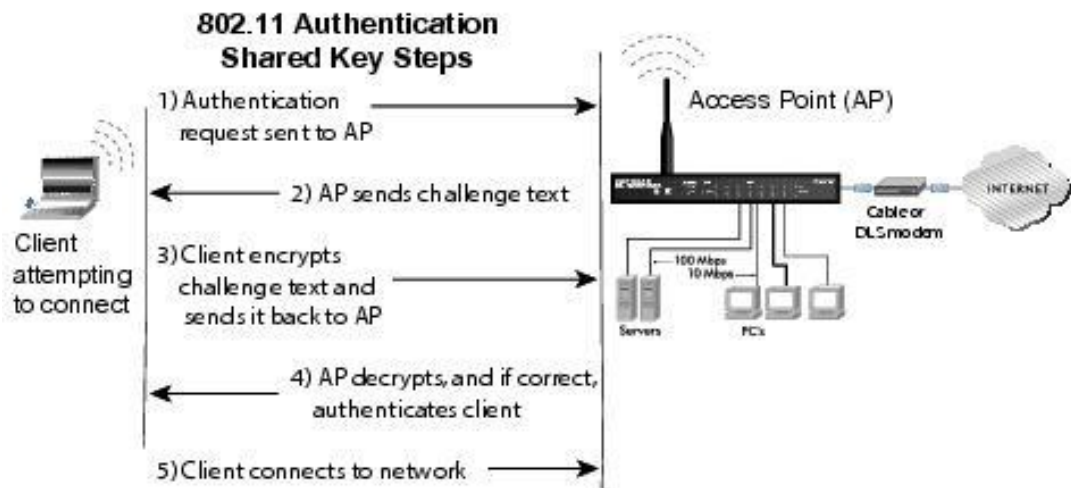 802.11 Authentication
Shared Key Steps
1) Authentication
request sent to AP
2) AP sends challenge text
3) Client encrypts
challenge text and
sends it back to AP
4) AP decrypts, and if correct,
authenticates client
5) Client connects to network
Client
attempting
to connect
Access Point (AP)
INTERNET
Cable or
DLS modem
100 Mbps
10 Mbps
Servers
PC's